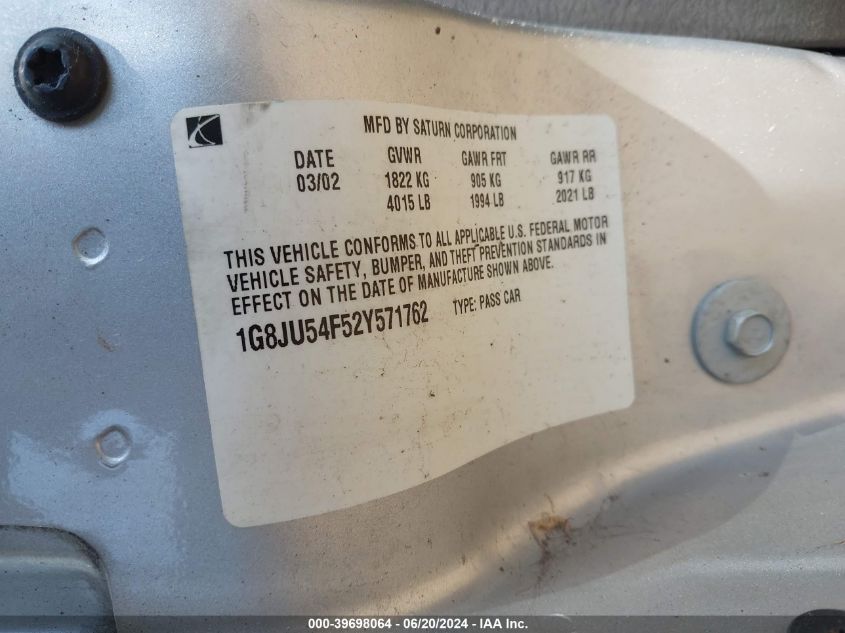 MFD BY SATURN CORPORATION
DATE GVWR GAWR FRT GAWR RR
03/02 1822 KG 905 KG 917 KG
4015 LB 1994 LB 2021 LB
THIS VEHICLE CONFORMS TO ALL APPLICABLE U.S. FEDERAL MOTOR
VEHICLE SAFETY, BUMPER, AND THEFT PREVENTION STANDARDS IN
EFFECT ON THE DATE OF MANUFACTURE SHOWN ABOVE.
1G8JU54F52Y571762 TYPE: PASS CAR
000-39698064 / 06/20/2024 - IAA Inc.